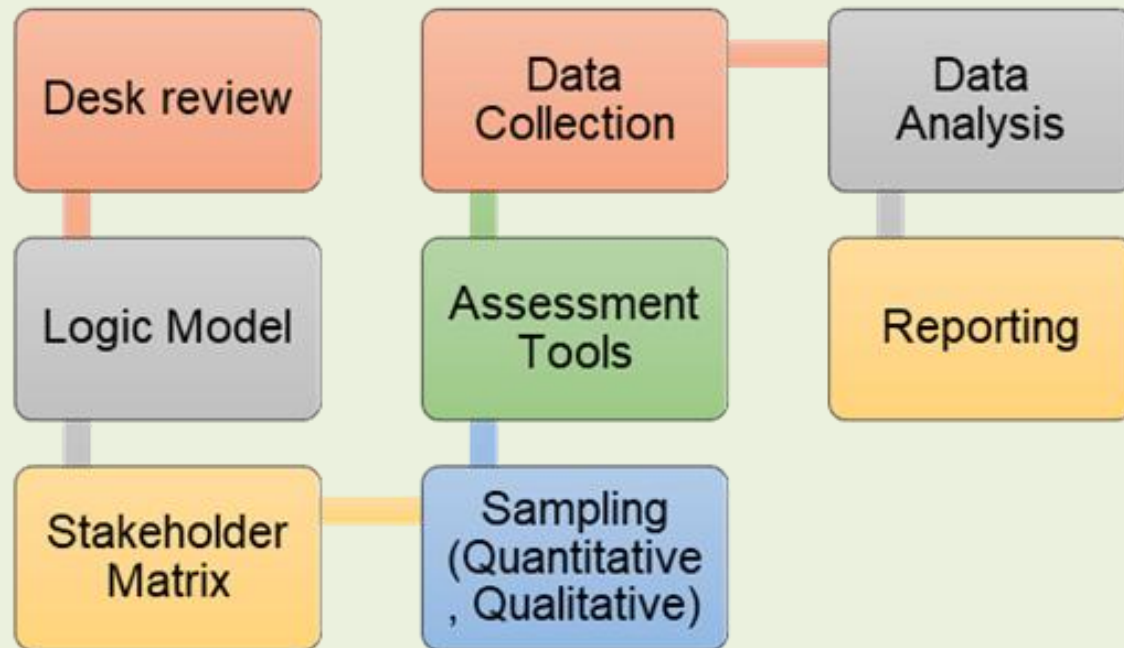 Desk review
Logic Model
Stakeholder
Matrix
Sampling
(Quantitative
, Qualitative)
Assessment
Tools
Data
Collection
Data
Analysis
Reporting